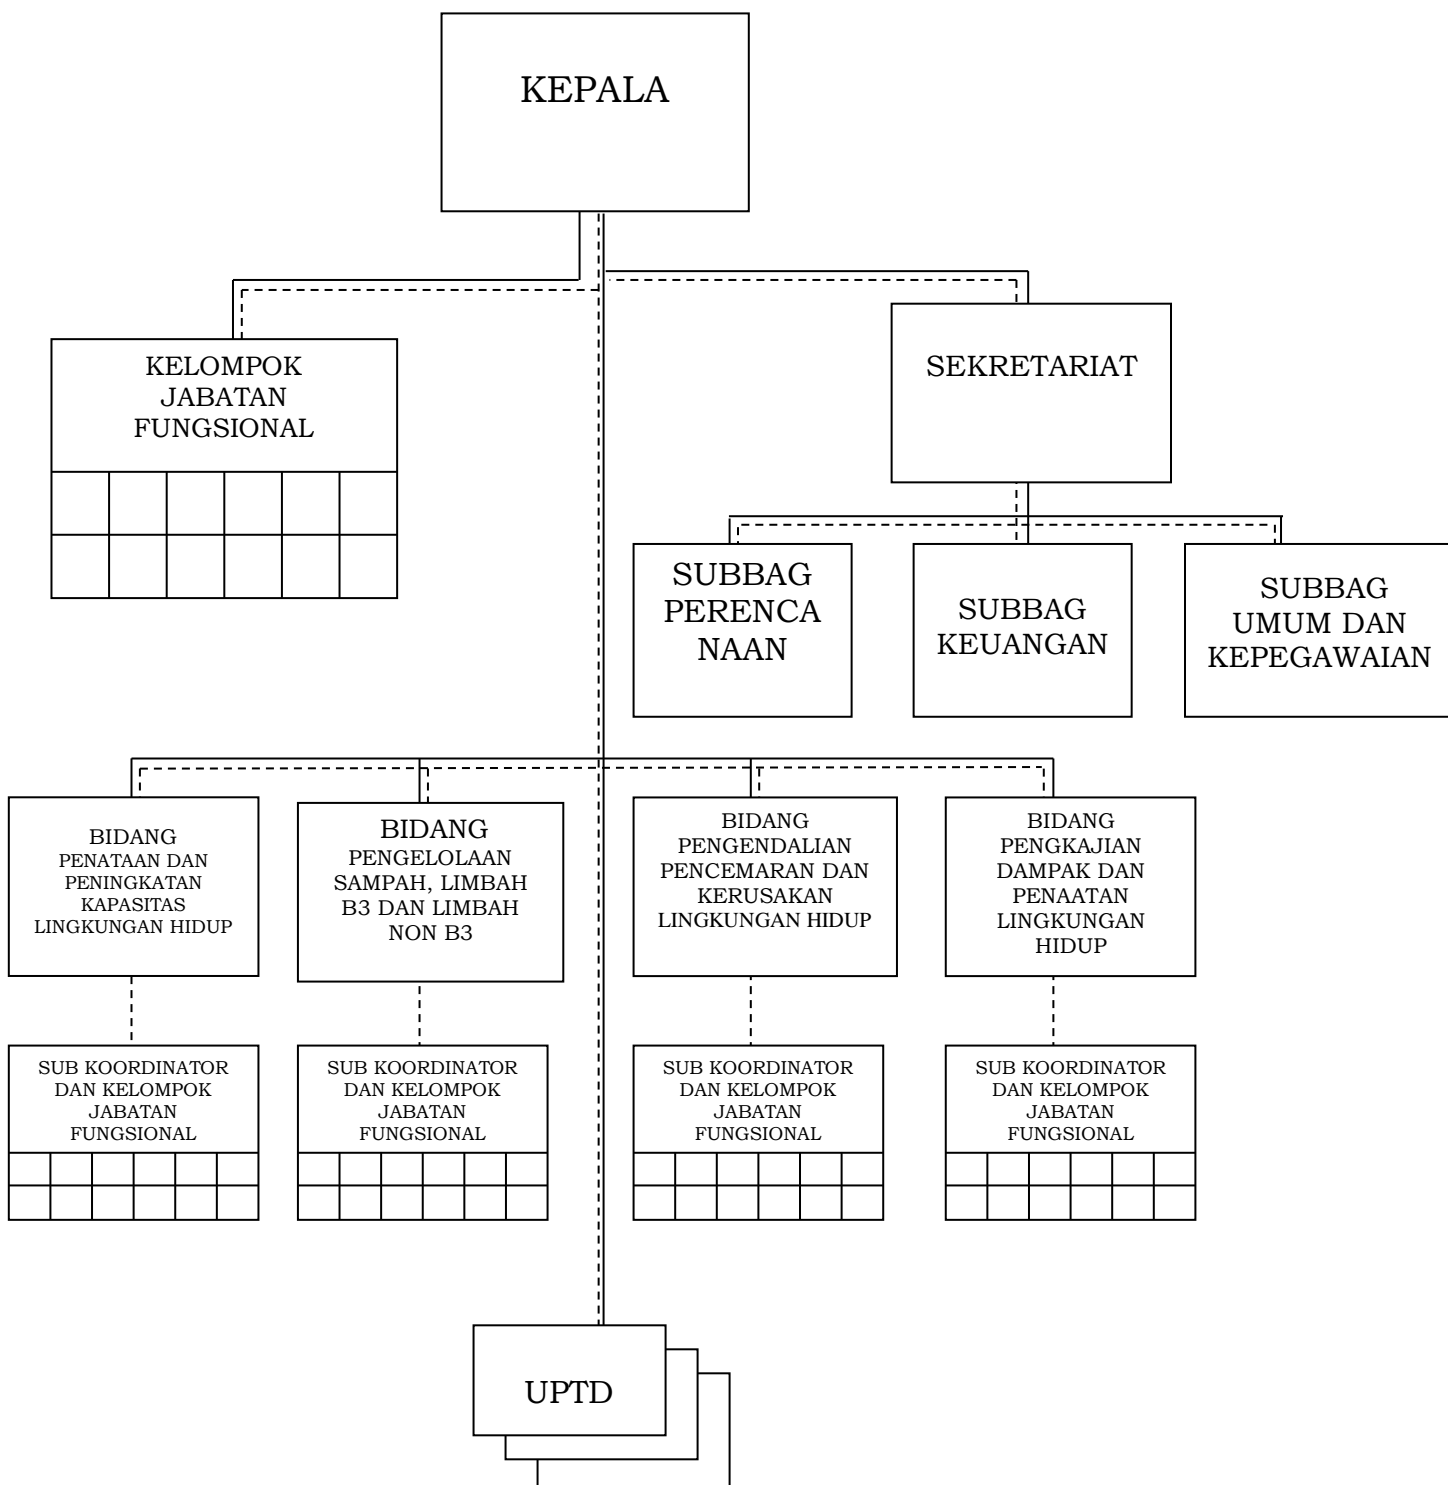 KEPALA
KELOMPOK
JABATAN
FUNGSIONAL
SEKRETARIAT
SUBBAG
PERENCA
NAAN
SUBBAG
KEUANGAN
SUBBAG
UMUM DAN
KEPEGAWAIAN
BIDANG
PENATAAN DAN
PENINGKATAN
KAPASITAS
LINGKUNGAN HIDUP
BIDANG
PENGELOLAAN
SAMPAH, LIMBAH
B3 DAN LIMBAH
NON B3
BIDANG
PENGENDALIAN
PENCEMARAN DAN
KERUSAKAN
LINGKUNGAN HIDUP
BIDANG
PENGKAJIAN
DAMPAK DAN
PENAATAN
LINGKUNGAN
HIDUP
SUB KOORDINATOR
DAN KELOMPOK
JABATAN
FUNGSIONAL
SUB KOORDINATOR
DAN KELOMPOK
JABATAN
FUNGSIONAL
SUB KOORDINATOR
DAN KELOMPOK
JABATAN
FUNGSIONAL
SUB KOORDINATOR
DAN KELOMPOK
JABATAN
FUNGSIONAL
UPTD